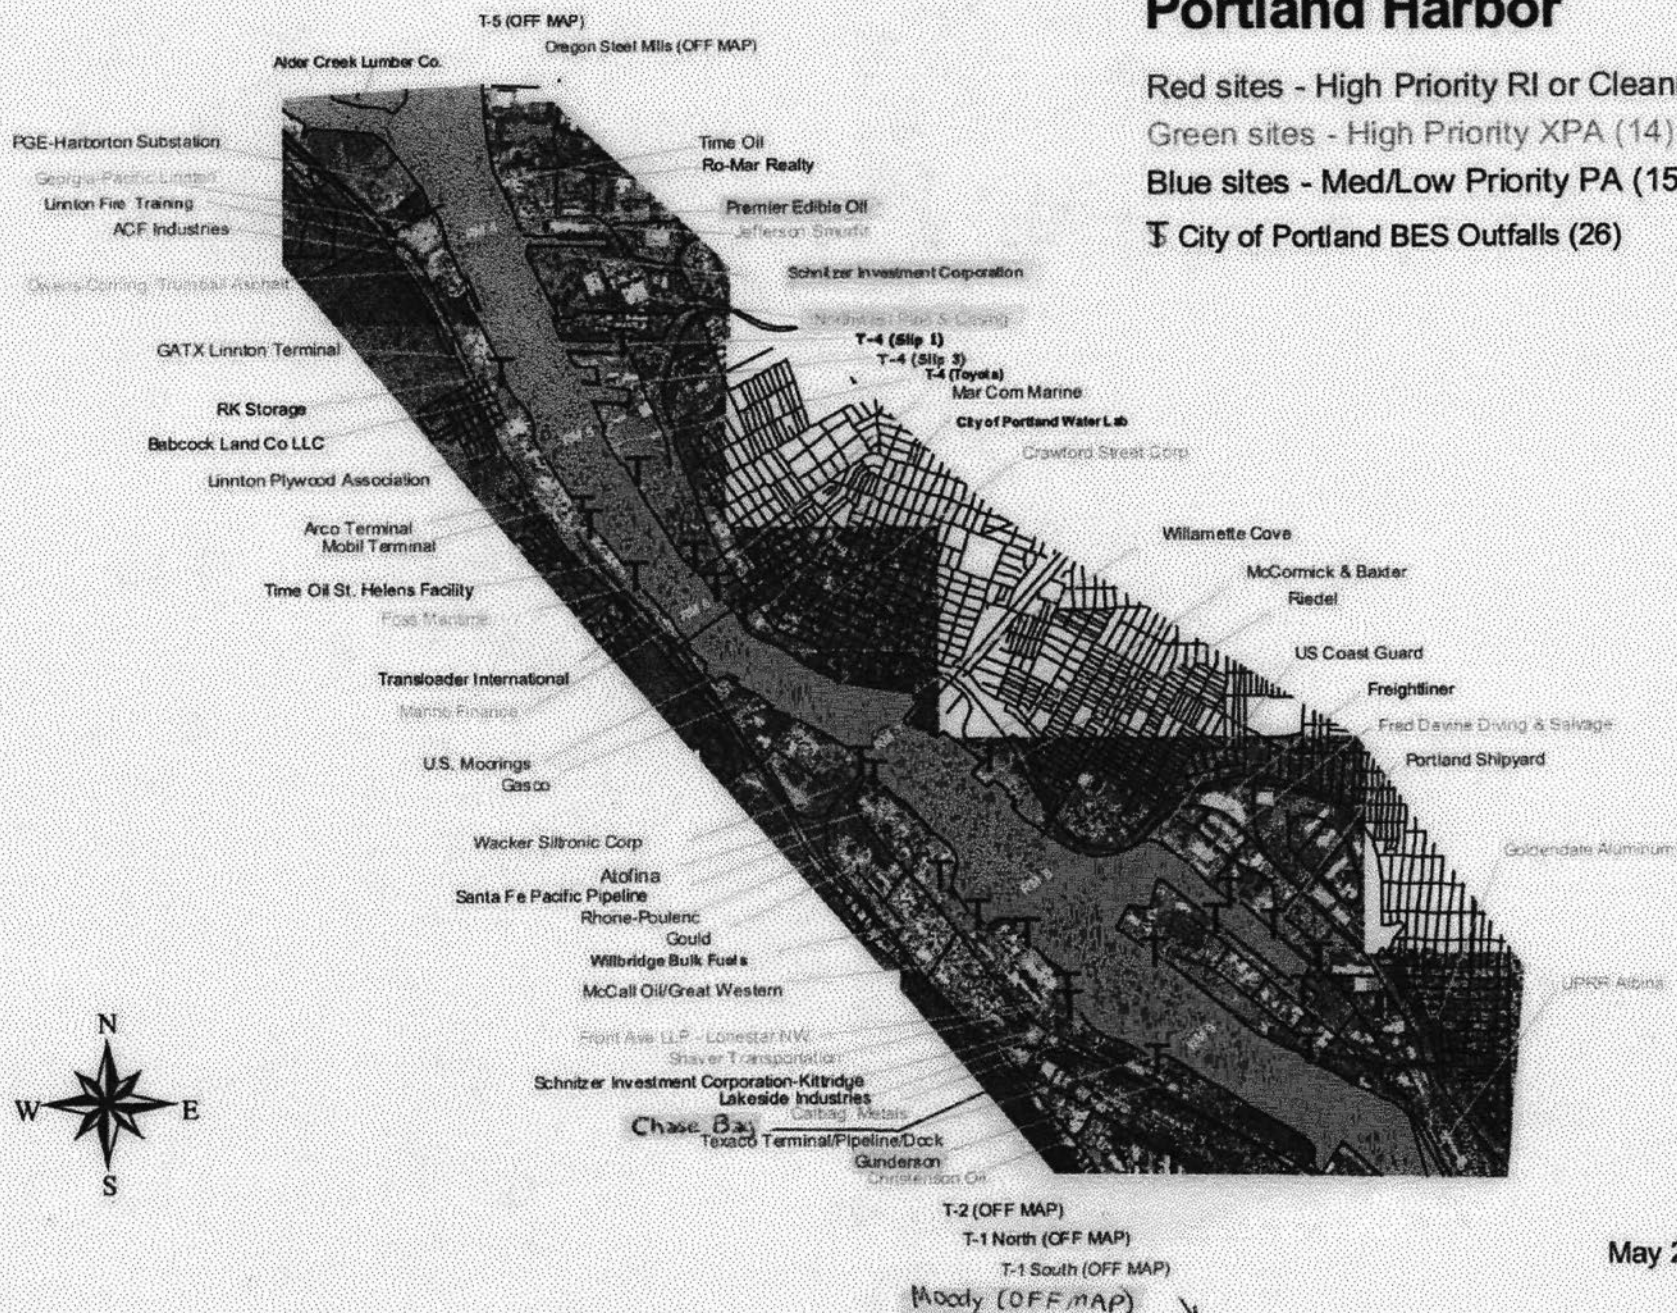 Portland Harbor
Red sites - High Priority RI or Clean
Green sites - High Priority XPA (14)
Blue sites - Med/Low Priority PA (15
City of Portland BES Outfalls (26)
T-5 (OFF MAP)
Oregon Steel Mills (OFF MAP)
Alder Creek Lumber Co.
PGE-Harborton Substation
Georgia-Pacific Linnton
Linnton Fire Training
ACF Industries
Owens Corning Trumball Asphalt
GATX Linnton Terminal
RK Storage
Babcock Land Co LLC
Linnton Plywood Association
Arco Terminal
Mobil Terminal
Time Oil St. Helens Facility
Foss Maritime
Transloader International
Marine Finance
U.S. Moorings
Gasco
Wacker Siltronic Corp
Atofina
Santa Fe Pacific Pipeline
Rhone-Poulenc
Gould
Willbridge Bulk Fuels
McCall Oil/Great Western
Front Ave LLP - Lonestar NW
Shaver Transportation
Schnitzer Investment Corporation-Kittridge
Lakeside Industries
Calbag Metals
Chase Bag
Texaco Terminal/Pipeline/Dock
Gunderson
Christenson Oil
T-2 (OFF MAP)
T-1 North (OFF MAP)
T-1 South (OFF MAP)
Moody (OFF MAP)
Time Oil
Ro-Mar Realty
Premier Edible Oil
Jefferson Smurfit
Schnitzer Investment Corporation
Northwest Pipe & Casing
T-4 (Slip 1)
T-4 (Slip 3)
T-4 (Toyota)
Mar Com Marine
City of Portland Water Lab
Crawford Street Corp
Willamette Cove
McCormick & Baxter
Riedel
US Coast Guard
Freightliner
Fred Devine Diving & Salvage
Portland Shipyard
Goldendale Aluminum
UPRR Albina
N
W
E
S
May 2